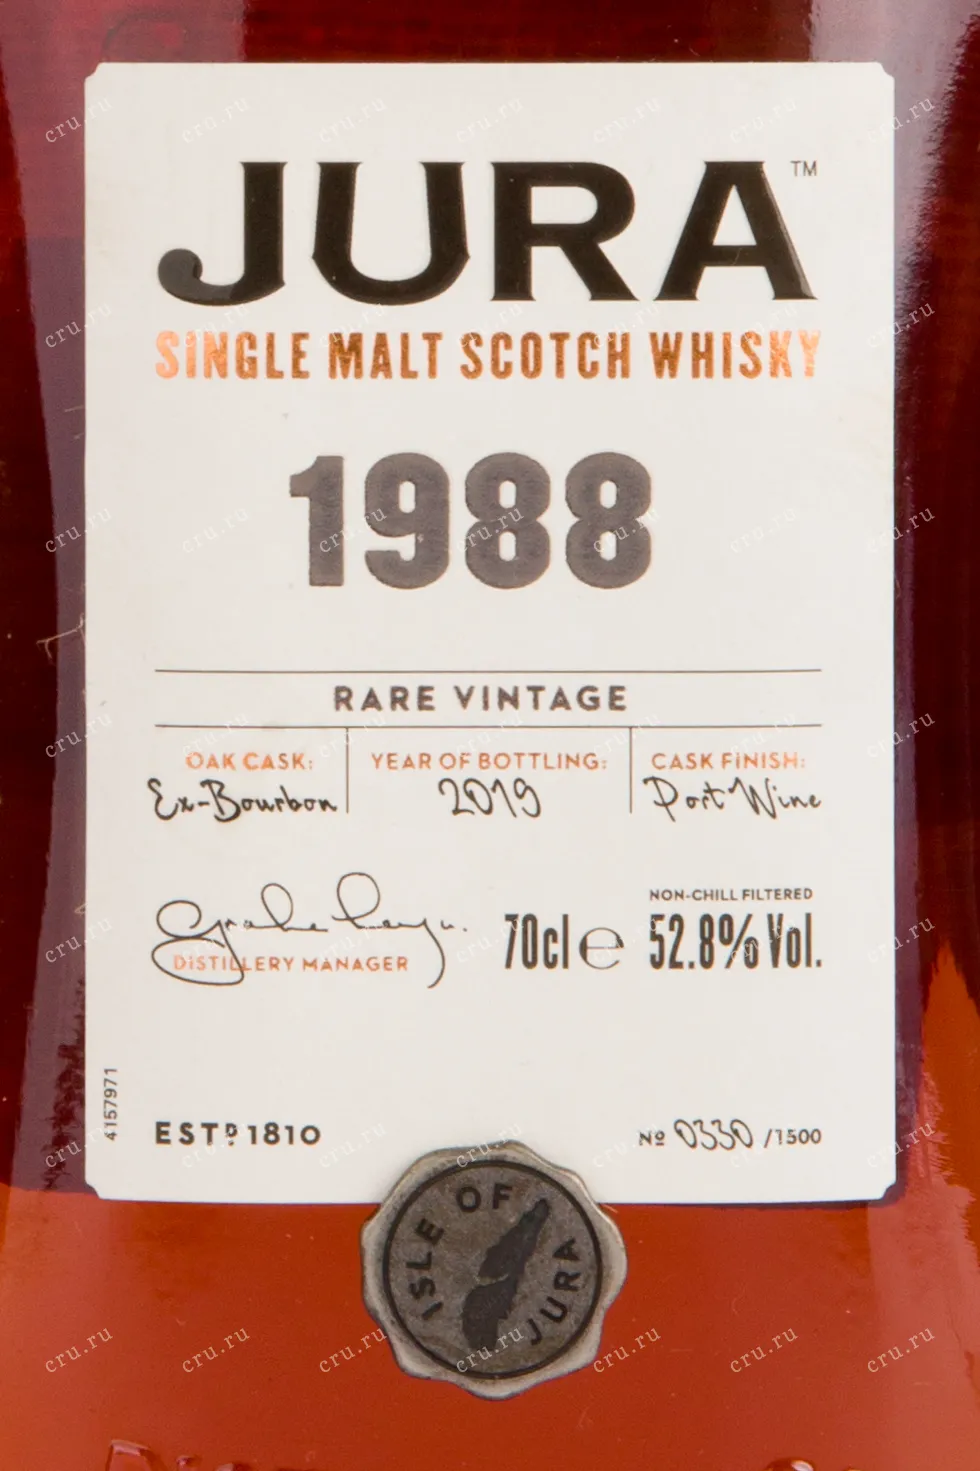 JURA™
SINGLE MALT SCOTCH WHISKY
1988
RARE VINTAGE
OAK CASK:
Ex-Bourbon
YEAR OF BOTTLING:
2019
CASK FINISH:
Port Wine
DISTILLERY MANAGER
70cl ℮
NON-CHILL FILTERED
52.8% Vol.
4157971
ESTD 1810
Nº 0330 /1500
ISLE OF JURA
cru.ru